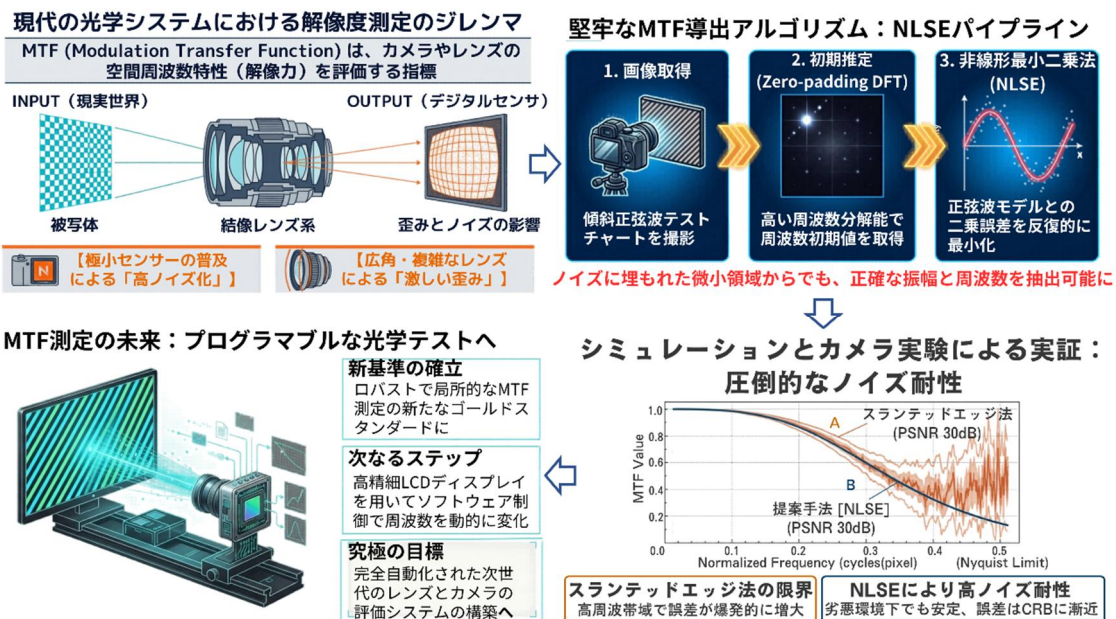 現代の光学システムにおける解像度測定のジレンマ
MTF (Modulation Transfer Function) は、カメラやレンズの
空間周波数特性（解像力）を評価する指標
INPUT（現実世界）
OUTPUT（デジタルセンサ）
被写体
結像レンズ系
歪みとノイズの影響
N
【極小センサーの普及
による「高ノイズ化」】
【広角・複雑なレンズ
による「激しい歪み」】
堅牢なMTF導出アルゴリズム：NLSEパイプライン
1. 画像取得
傾斜正弦波テスト
チャートを撮影
2. 初期推定
(Zero-padding DFT)
高い周波数分解能で
周波数初期値を取得
3. 非線形最小二乗法
(NLSE)
x
正弦波モデルとの
二乗誤差を反復的に
最小化
ノイズに埋もれた微小領域からでも、正確な振幅と周波数を抽出可能に
シミュレーションとカメラ実験による実証：
圧倒的なノイズ耐性
MTF Value
1.0
0.8
0.6
0.4
0.2
0.0
0.1
0.2
0.3
0.4
0.5
A
スランテッドエッジ法
(PSNR 30dB)
B
提案手法 [NLSE]
(PSNR 30dB)
Normalized Frequency (cycles(pixel)
(Nyquist Limit)
スランテッドエッジ法の限界
高周波帯域で誤差が爆発的に増大
NLSEにより高ノイズ耐性
劣悪環境下でも安定、誤差はCRBに漸近
MTF測定の未来：プログラマブルな光学テストへ
新基準の確立
ロバストで局所的なMTF
測定の新たなゴールドス
タンダードに
次なるステップ
高精細LCDディスプレイ
を用いてソフトウェア制
御で周波数を動的に変化
究極の目標
完全自動化された次世
代のレンズとカメラの
評価システムの構築へ